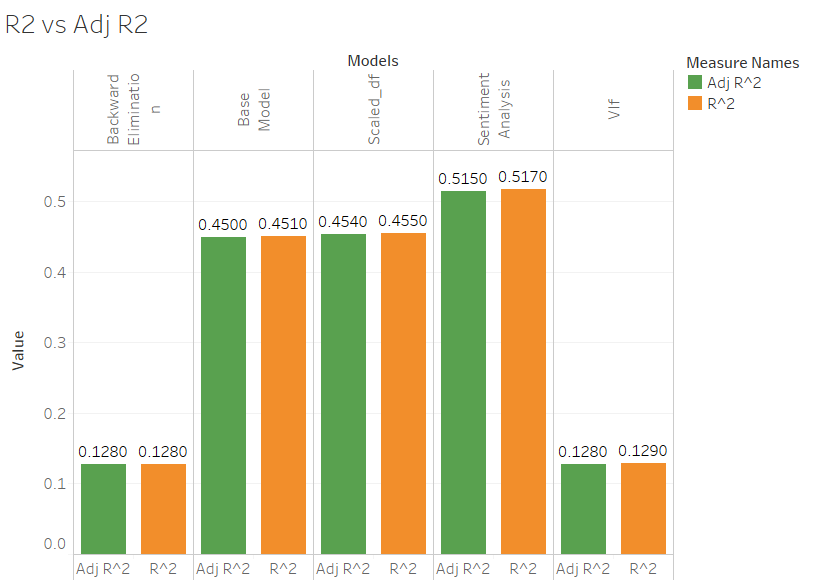 R2 vs Adj R2
Models
Backward
Eliminatio
n
Base
Model
Scaled_df
Sentiment
Analysis
VIf
Measure Names
Adj R^2
R^2
Value
0.5
0.4
0.3
0.2
0.1
0.0
0.1280 0.1280
0.4500 0.4510
0.4540 0.4550
0.5150 0.5170
0.1280 0.1290
Adj R^2 R^2 Adj R^2 R^2 Adj R^2 R^2 Adj R^2 R^2 Adj R^2 R^2